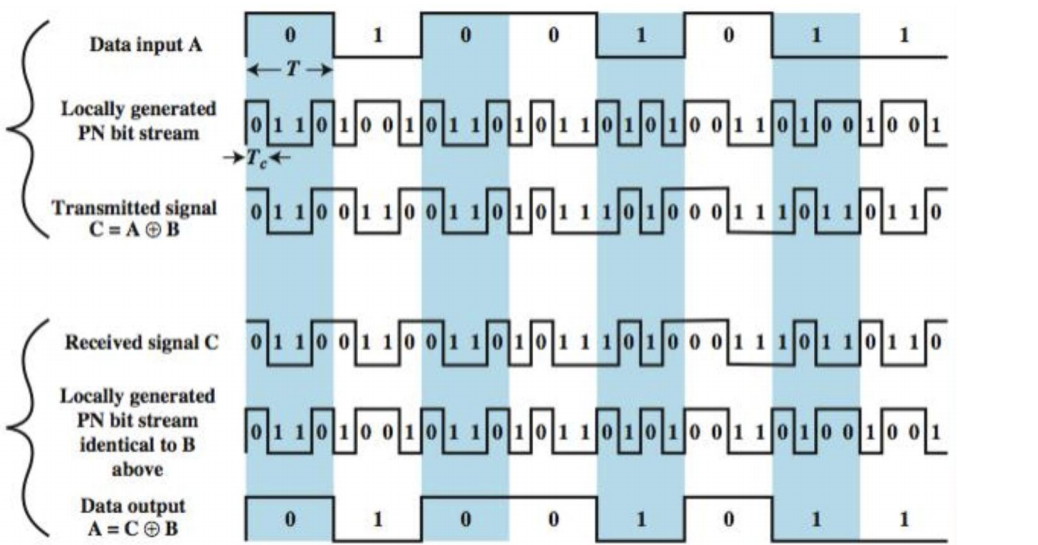 Data input A
0 1 0 0 1 0 1 1
T
Locally generated
PN bit stream
0 1 1 0 1 0 0 1 0 1 1 0 1 0 1 1 0 1 0 1 0 0 1 1 0 1 0 0 1 0 0 1
Tc
Transmitted signal
C = A ⊕ B
0 1 1 0 0 1 1 0 0 1 1 0 1 0 1 1 1 0 1 0 0 0 1 1 1 0 1 1 0 1 1 0
Received signal C
0 1 1 0 0 1 1 0 0 1 1 0 1 0 1 1 1 0 1 0 0 0 1 1 1 0 1 1 0 1 1 0
Locally generated
PN bit stream
identical to B
above
0 1 1 0 1 0 0 1 0 1 1 0 1 0 1 1 0 1 0 1 0 0 1 1 0 1 0 0 1 0 0 1
Data output
A = C ⊕ B
0 1 0 0 1 0 1 1